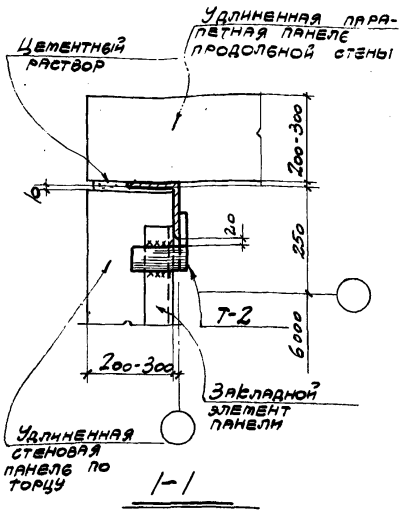 Удлиненная пара-
петная панель
продольной стены
Цементный
раствор
200-300
10
20
250
Т-2
6000
200-300
Закладной
элемент
панели
Удлиненная
стеновая
панель по
торцу
1-1